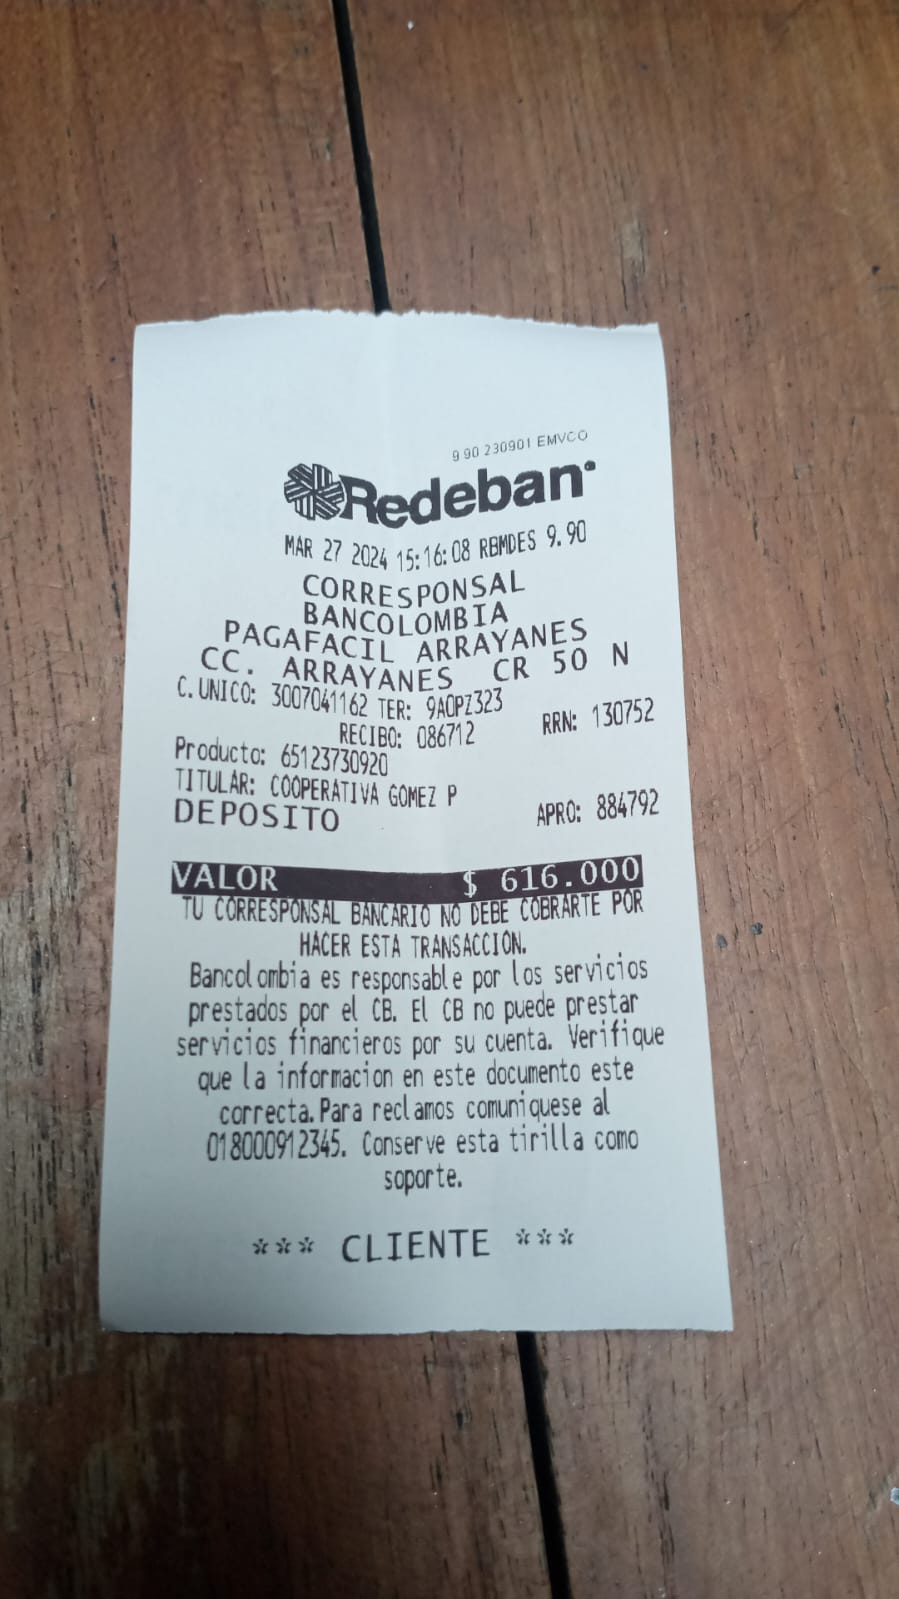 9 90 230901 EMVCO
Redeban
MAR 27 2024 15:16:08 RBMDES 9.90
CORRESPONSAL
BANCOLOMBIA
PAGAFACIL ARRAYANES
CC. ARRAYANES CR 50 N
C. UNICO: 3007041162 TER: 9AOPZ323
RECIBO: 086712 RRN: 130752
Producto: 65123730920
TITULAR: COOPERATIVA GOMEZ P
DEPOSITO APRO: 884792
VALOR $ 616.000
TU CORRESPONSAL BANCARIO NO DEBE COBRARTE POR
HACER ESTA TRANSACCION.
Bancolombia es responsable por los servicios
prestados por el CB. El CB no puede prestar
servicios financieros por su cuenta. Verifique
que la informacion en este documento este
correcta. Para reclamos comuniquese al
018000912345. Conserve esta tirilla como
soporte.
*** CLIENTE ***